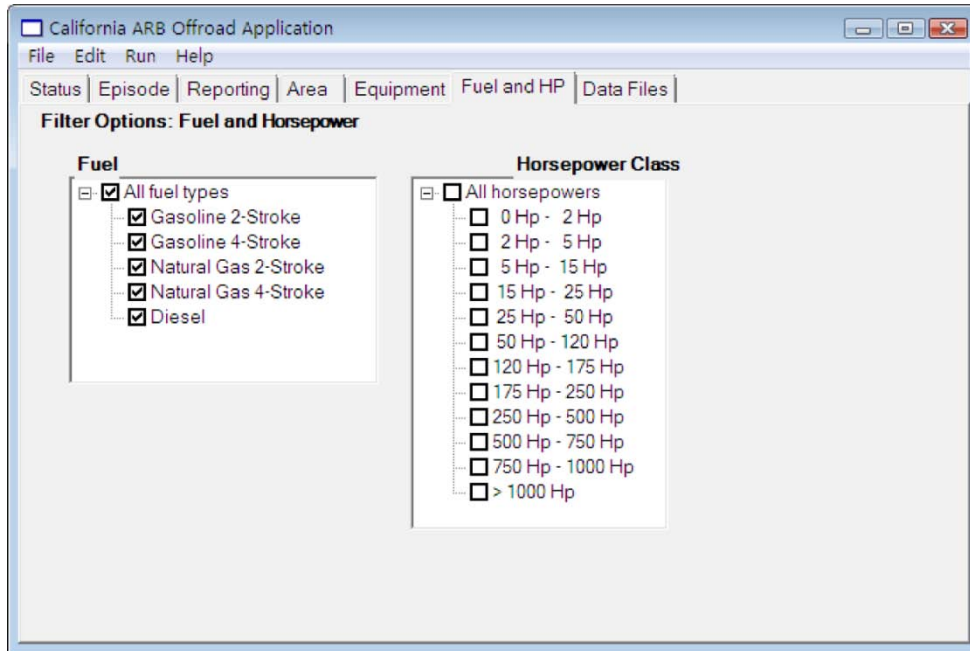 California ARB Offroad Application
File Edit Run Help
Status Episode Reporting Area Equipment Fuel and HP Data Files
Filter Options: Fuel and Horsepower
Fuel
All fuel types
Gasoline 2-Stroke
Gasoline 4-Stroke
Natural Gas 2-Stroke
Natural Gas 4-Stroke
Diesel
Horsepower Class
All horsepowers
0 Hp - 2 Hp
2 Hp - 5 Hp
5 Hp - 15 Hp
15 Hp - 25 Hp
25 Hp - 50 Hp
50 Hp - 120 Hp
120 Hp - 175 Hp
175 Hp - 250 Hp
250 Hp - 500 Hp
500 Hp - 750 Hp
750 Hp - 1000 Hp
> 1000 Hp